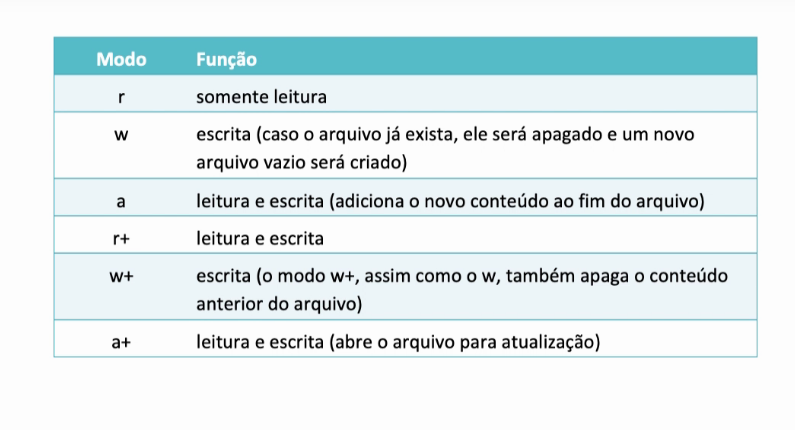 Modo Função
r somente leitura
w escrita (caso o arquivo já exista, ele será apagado e um novo
arquivo vazio será criado)
a leitura e escrita (adiciona o novo conteúdo ao fim do arquivo)
r+ leitura e escrita
w+ escrita (o modo w+, assim como o w, também apaga o conteúdo
anterior do arquivo)
a+ leitura e escrita (abre o arquivo para atualização)